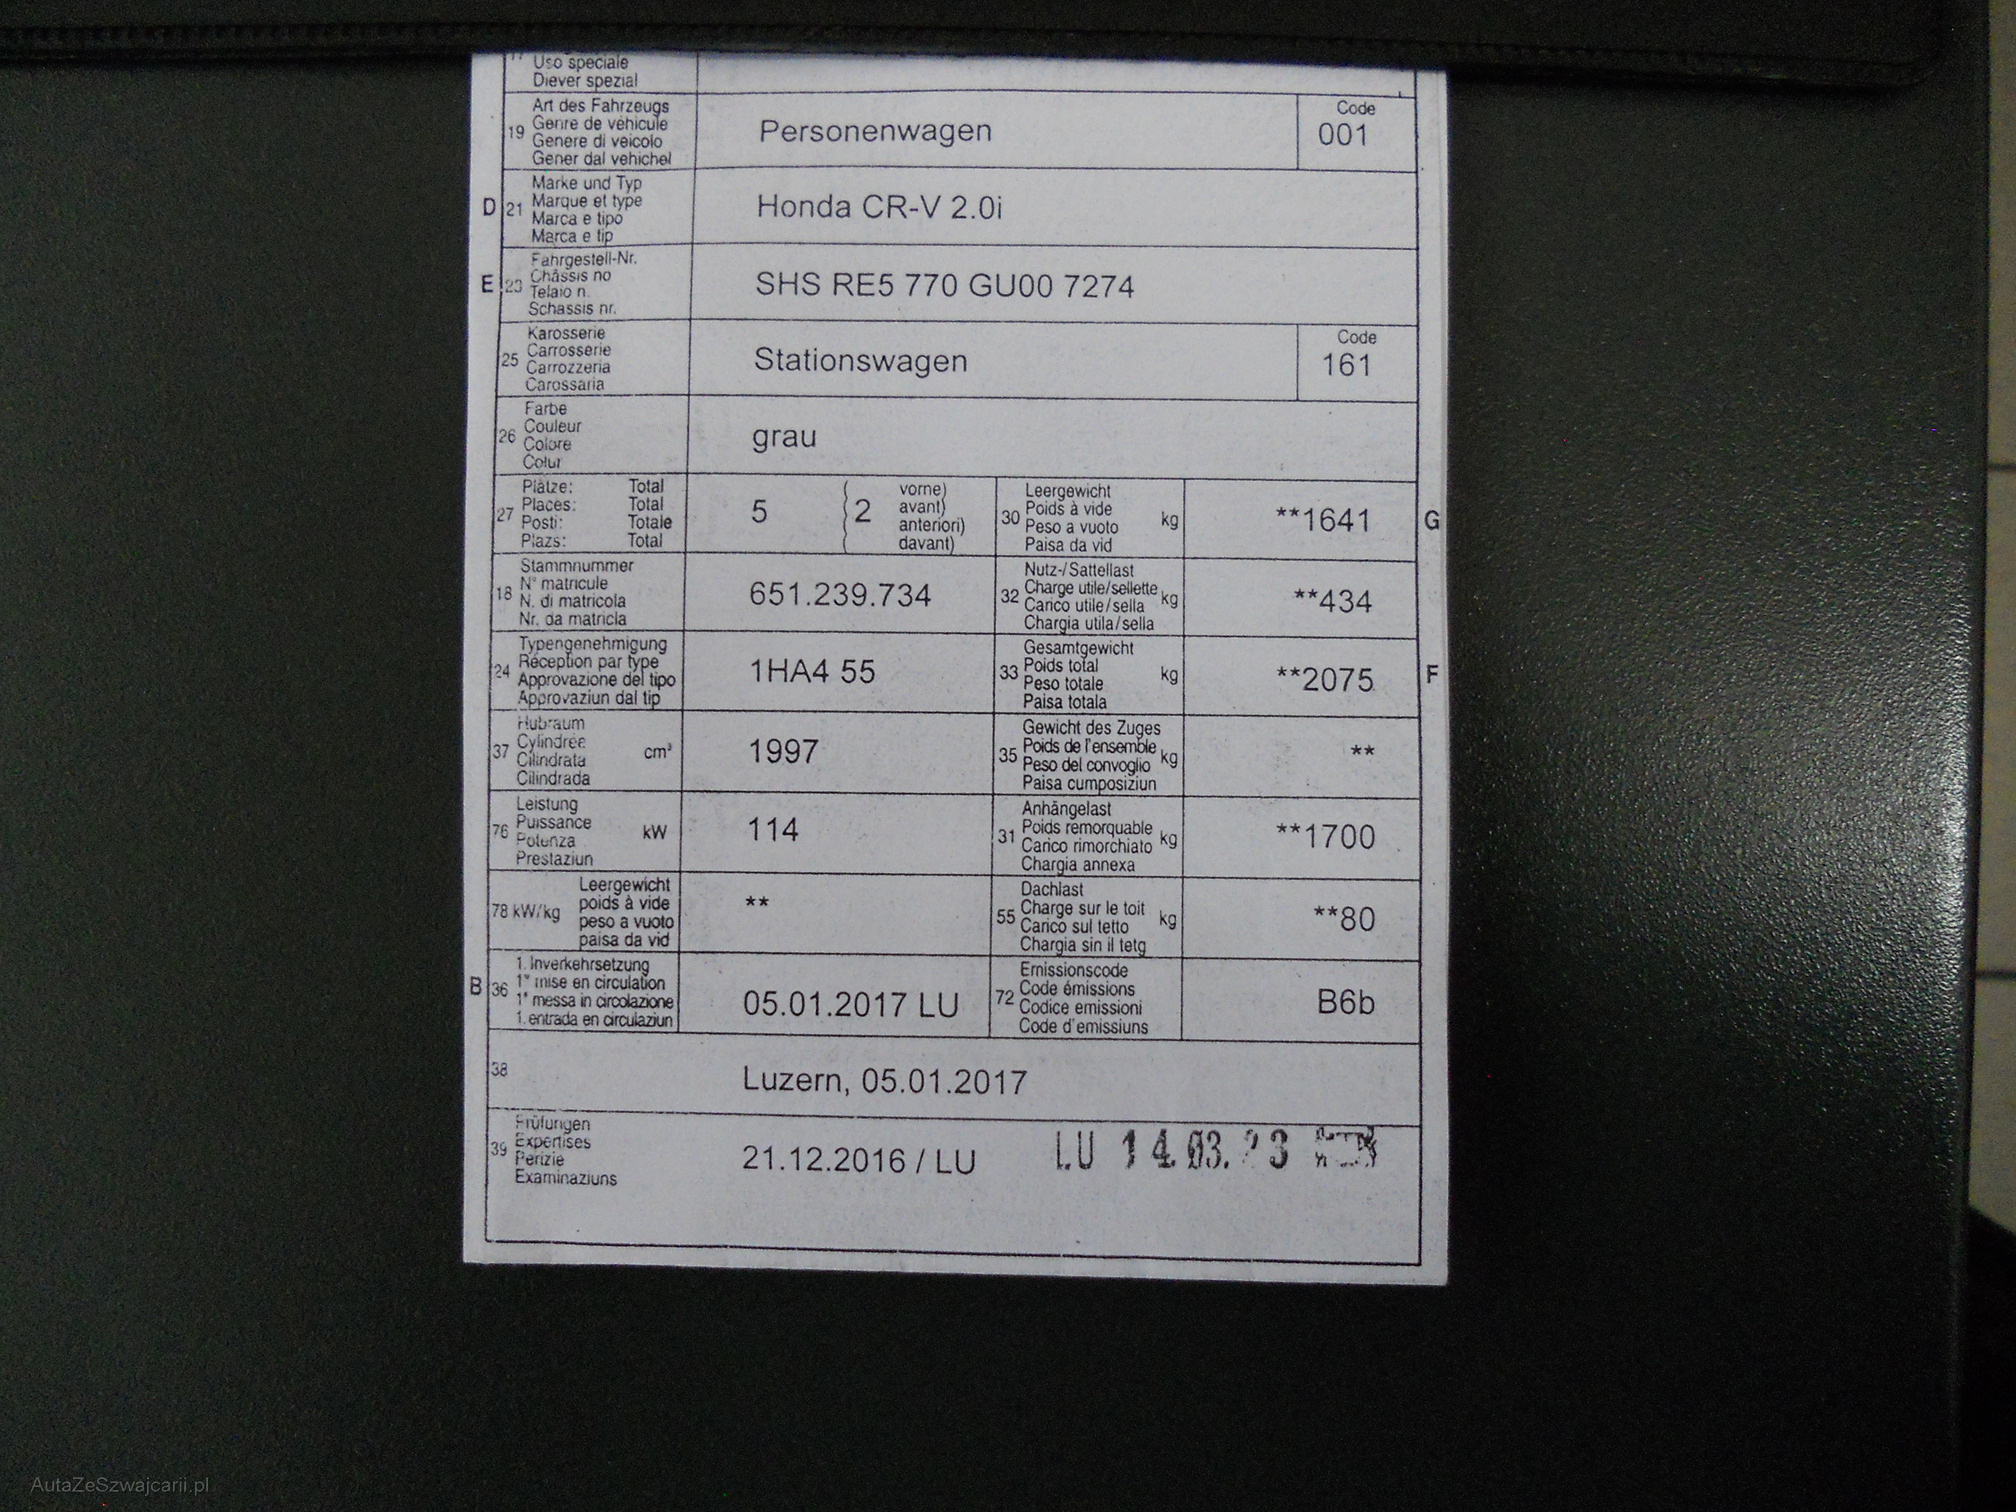 17 Uso speciale
Diever spezial
Art des Fahrzeugs
19 Genre de véhicule
Genere di veicolo
Gener dal vehichel
Personenwagen
Code
001
D 21 Marke und Typ
Marque et type
Marca e tipo
Marca e tip
Honda CR-V 2.0i
E 23 Fahrgestell-Nr.
Châssis no
Telaio n.
Schassis nr.
SHS RE5 770 GU00 7274
25 Karosserie
Carrosserie
Carrozzeria
Carossaria
Stationswagen
Code
161
26 Farbe
Couleur
Colore
Colur
grau
27 Plätze: Total
Places: Total
Posti: Totale
Plazs: Total
5 ( 2 vorne)
avant)
anteriori)
davant)
30 Leergewicht
Poids à vide
Peso a vuoto
Paisa da vid
kg
**1641
G
18 Stammnummer
N° matricule
N. di matricola
Nr. da matricla
651.239.734
32 Nutz-/Sattellast
Charge utile/sellette
Carico utile/sella
Chargia utila/sella
kg
**434
24 Typengenehmigung
Réception par type
Approvazione del tipo
Approvaziun dal tip
1HA4 55
33 Gesamtgewicht
Poids total
Peso totale
Paisa totala
kg
**2075
F
37 Hubraum
Cylindrée
Cilindrata
Cilindrada
cm³
1997
35 Gewicht des Zuges
Poids de l'ensemble
Peso del convoglio
Paisa cumposiziun
kg
**
76 Leistung
Puissance
Potenza
Prestaziun
kW
114
31 Anhängelast
Poids remorquable
Carico rimorchiato
Chargia annexa
kg
**1700
78 kW/kg Leergewicht
poids à vide
peso a vuoto
paisa da vid
**
55 Dachlast
Charge sur le toit
Carico sul tetto
Chargia sin il tetg
kg
**80
B 36 1. Inverkehrsetzung
1re mise en circulation
1a messa in circolazione
1. entrada en circulaziun
05.01.2017 LU
72 Emissionscode
Code émissions
Codice emissioni
Code d'emissiuns
B6b
38
Luzern, 05.01.2017
39 Prüfungen
Expertises
Perizie
Examinaziuns
21.12.2016 / LU
LU 14.03. 3
AutaZeSzwajcarii.pl